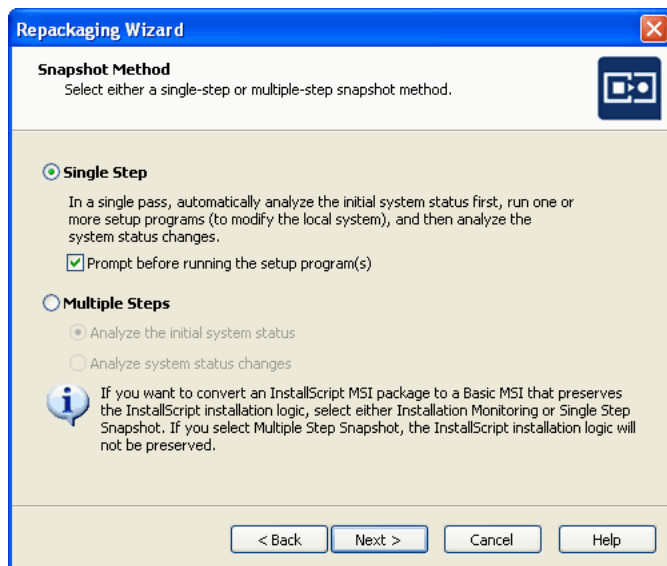 Repackaging Wizard
Snapshot Method
Select either a single-step or multiple-step snapshot method.
Single Step
In a single pass, automatically analyze the initial system status first, run one or
more setup programs (to modify the local system), and then analyze the
system status changes.
Prompt before running the setup program(s)
Multiple Steps
Analyze the initial system status
Analyze system status changes
If you want to convert an InstallScript MSI package to a Basic MSI that preserves
the InstallScript installation logic, select either Installation Monitoring or Single Step
Snapshot. If you select Multiple Step Snapshot, the InstallScript installation logic will
not be preserved.
< Back Next > Cancel Help